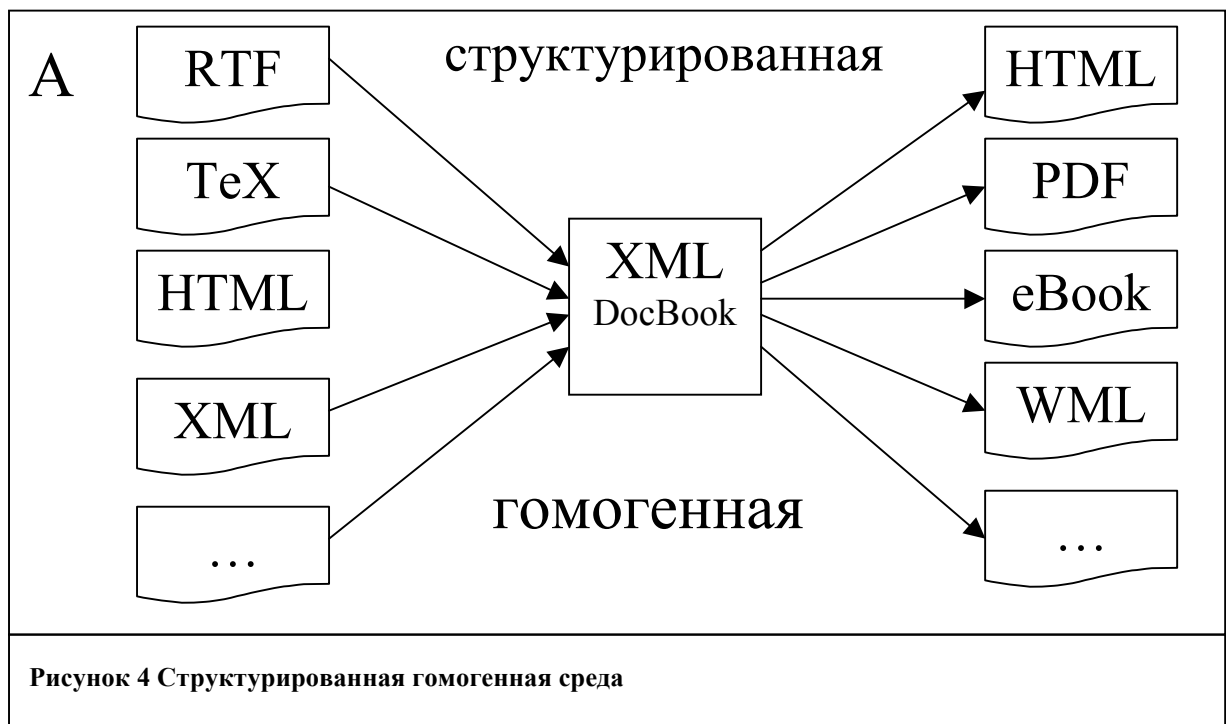 A
структурированная
RTF
TeX
HTML
XML
…
XML
DocBook
HTML
PDF
eBook
WML
…
гомогенная
Рисунок 4 Структурированная гомогенная среда